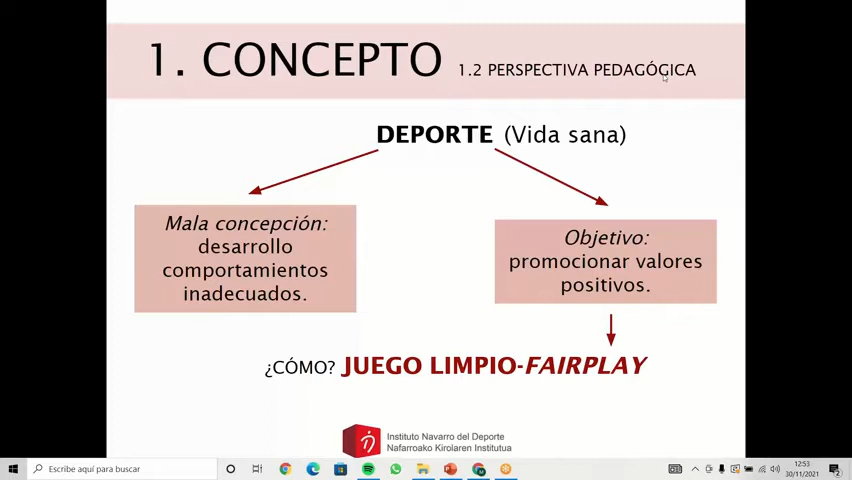 1. CONCEPTO 1.2 PERSPECTIVA PEDAGÓGICA
DEPORTE (Vida sana)
Mala concepción:
desarrollo
comportamientos
inadecuados.
Objetivo:
promocionar valores
positivos.
¿CÓMO? JUEGO LIMPIO-FAIRPLAY
Instituto Navarro del Deporte
Nafarroako Kirolaren Institutua
Escribe aquí para buscar
12:53
30/11/2021
2